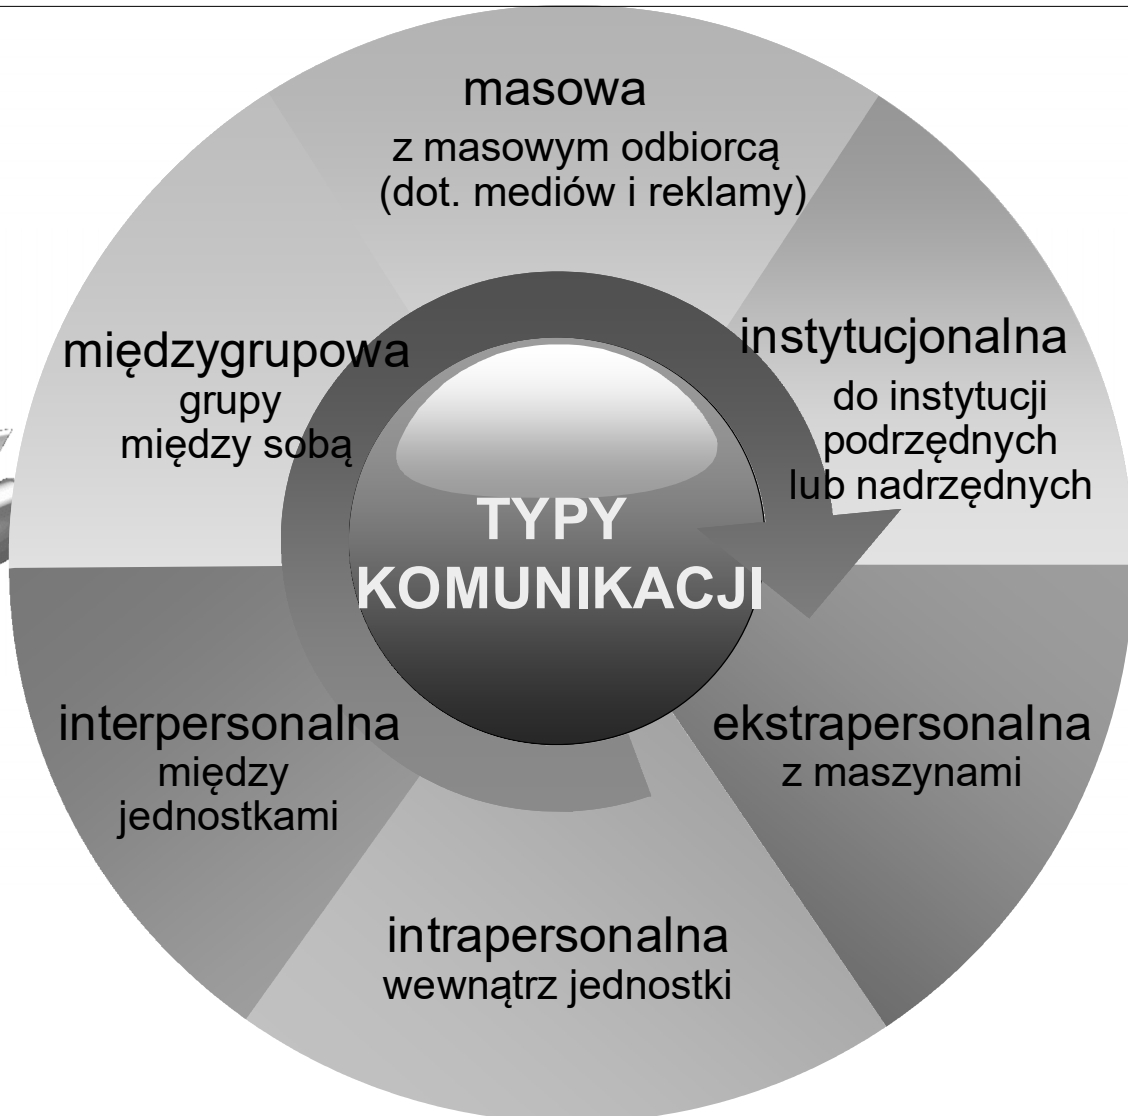 masowa
z masowym odbiorcą
(dot. mediów i reklamy)
instytucjonalna
do instytucji
podrzędnych
lub nadrzędnych
ekstrapersonalna
z maszynami
intrapersonalna
wewnątrz jednostki
interpersonalna
między
jednostkami
międzygrupowa
grupy
między sobą
TYPY
KOMUNIKACJI